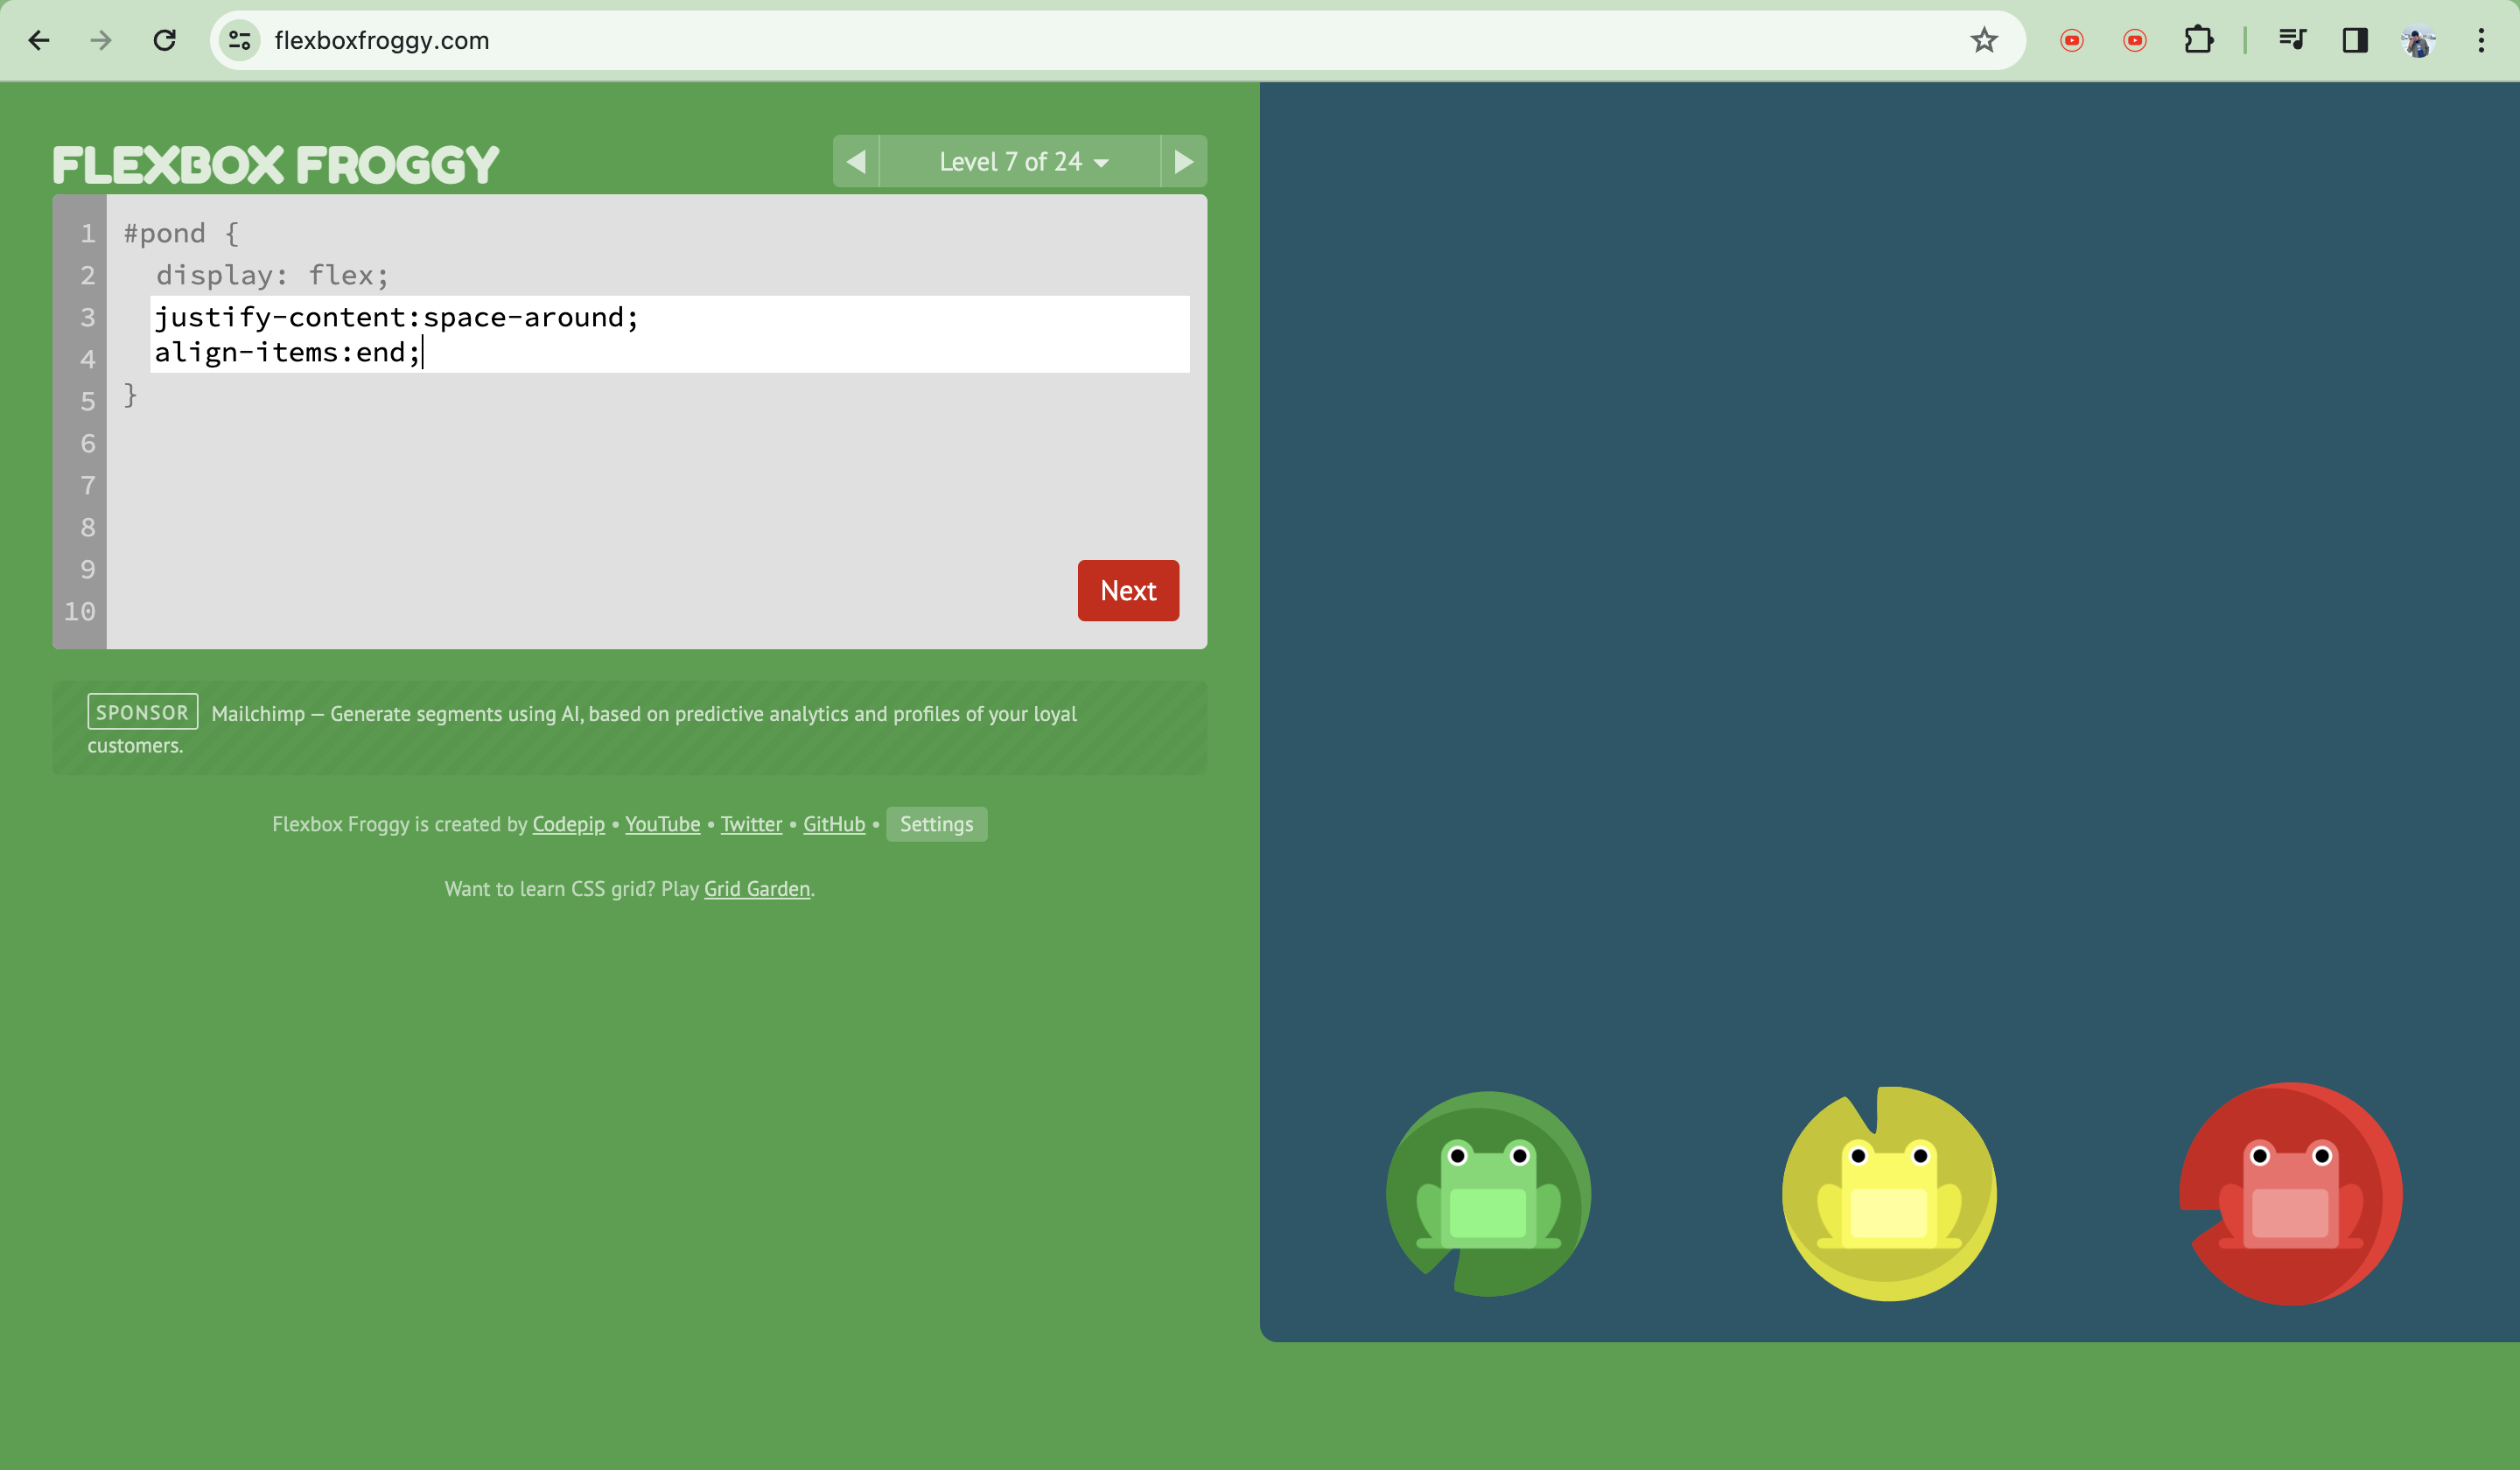 flexboxfroggy.com
FLEXBOX FROGGY
Level 7 of 24
1 #pond {
2 display: flex;
3 justify-content:space-around;
4 align-items:end;
5 }
6
7
8
9
10
Next
SPONSOR Mailchimp — Generate segments using AI, based on predictive analytics and profiles of your loyal
customers.
Flexbox Froggy is created by Codepip • YouTube • Twitter • GitHub • Settings
Want to learn CSS grid? Play Grid Garden.